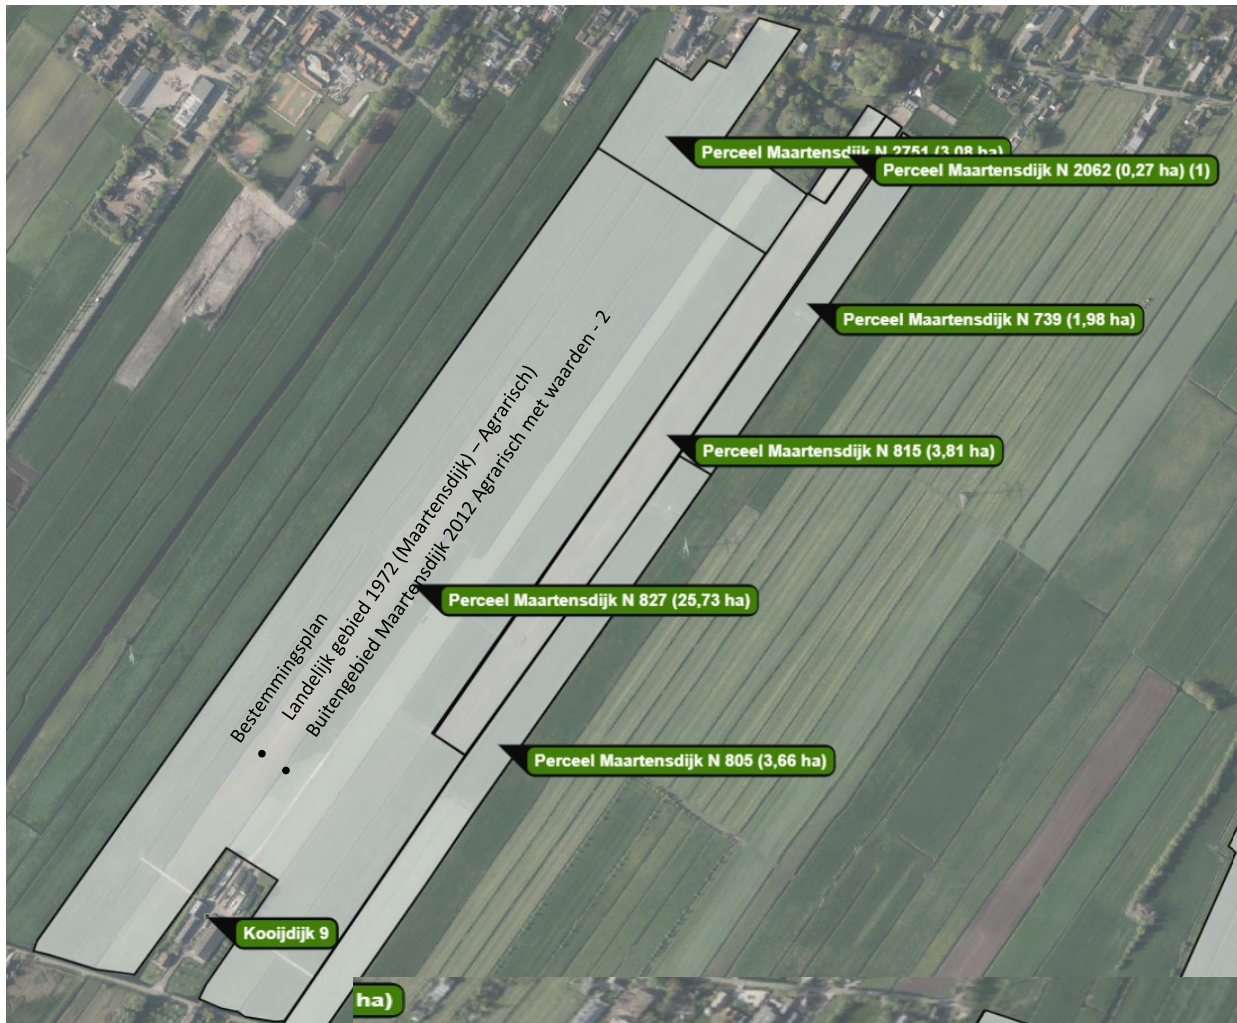 Perceel Maartensdijk N 2751 (3,08 ha)
Perceel Maartensdijk N 2062 (0,27 ha) (1)
Perceel Maartensdijk N 739 (1,98 ha)
Perceel Maartensdijk N 815 (3,81 ha)
Bestemmingsplan
• Landelijk gebied 1972 (Maartensdijk) – Agrarisch)
• Buitengebied Maartensdijk 2012 Agrarisch met waarden - 2
Perceel Maartensdijk N 827 (25,73 ha)
Perceel Maartensdijk N 805 (3,66 ha)
Kooijdijk 9
ha)